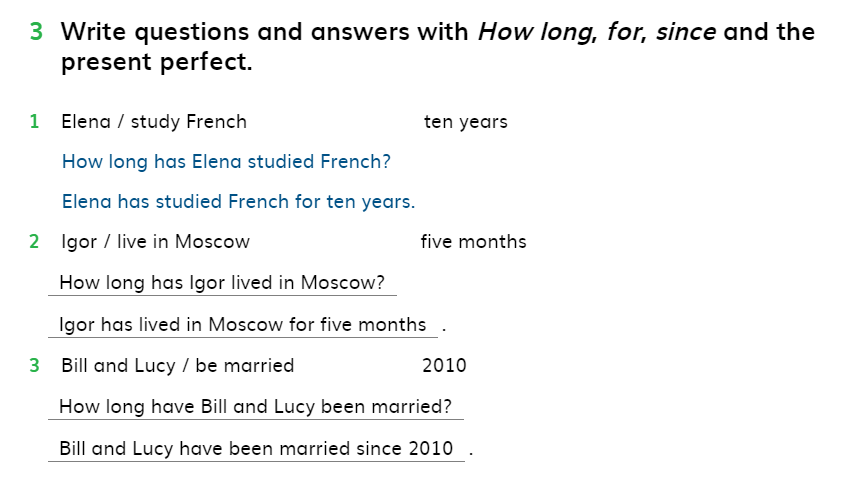 3 Write questions and answers with How long, for, since and the
present perfect.
1 Elena / study French ten years
How long has Elena studied French?
Elena has studied French for ten years.
2 Igor / live in Moscow five months
How long has Igor lived in Moscow?
Igor has lived in Moscow for five months .
3 Bill and Lucy / be married 2010
How long have Bill and Lucy been married?
Bill and Lucy have been married since 2010 .